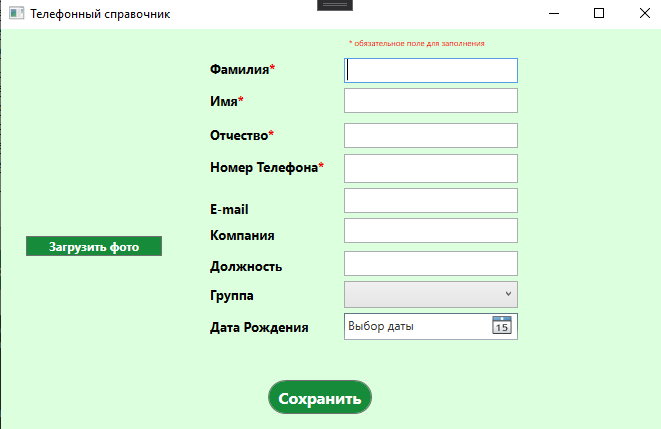 Телефонный справочник
* обязательное поле для заполнения
Фамилия*
Имя*
Отчество*
Номер Телефона*
E-mail
Загрузить фото
Компания
Должность
Группа
Дата Рождения
Выбор даты
15
Сохранить